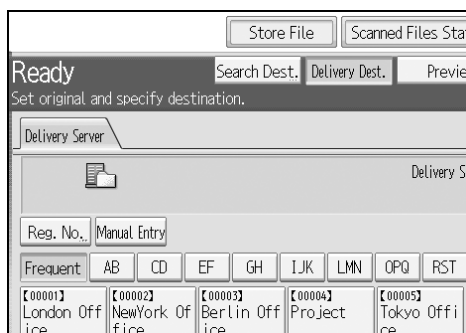 Store File Scanned Files Sta
Ready Search Dest. Delivery Dest. Previe
Set original and specify destination.
Delivery Server
Delivery S
Reg. No. Manual Entry
Frequent AB CD EF GH IJK LMN OPQ RST
【00001】 【00002】 【00003】 【00004】 【00005】
London Off NewYork Of Berlin Off Project Tokyo Offi
ice ffice ice ce